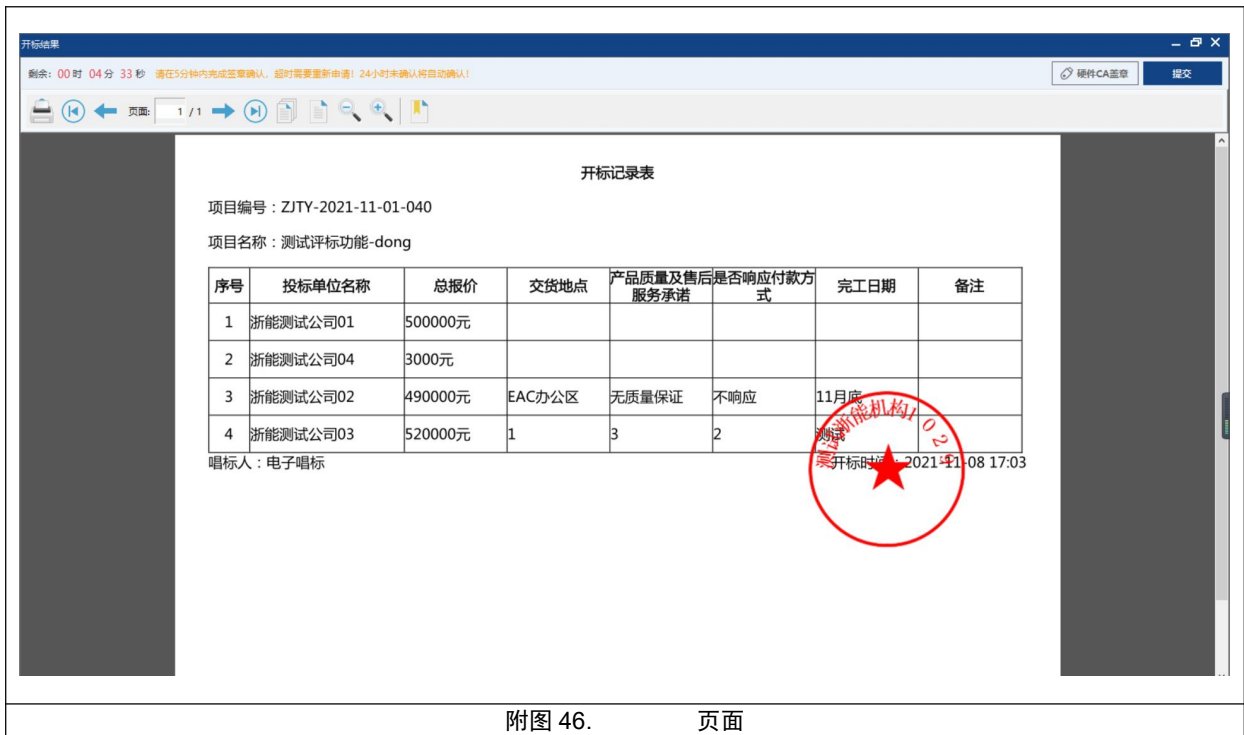 开标结果
剩余：00时 04分 33秒 请在5分钟内完成签章确认，超时需要重新申请！24小时未确认将自动确认！ 硬件CA盖章 提交
页面: 1 / 1
开标记录表
项目编号：ZJTY-2021-11-01-040
项目名称：测试评标功能-dong
序号 投标单位名称 总报价 交货地点 产品质量及售后服务承诺 是否响应付款方式 完工日期 备注
1 浙能测试公司01 500000元
2 浙能测试公司04 3000元
3 浙能测试公司02 490000元 EAC办公区 无质量保证 不响应 11月底
4 浙能测试公司03 520000元 1 3 2 测试
唱标人：电子唱标 开标时间：2021-11-08 17:03
测试浙能机构1029
附图 46. 页面